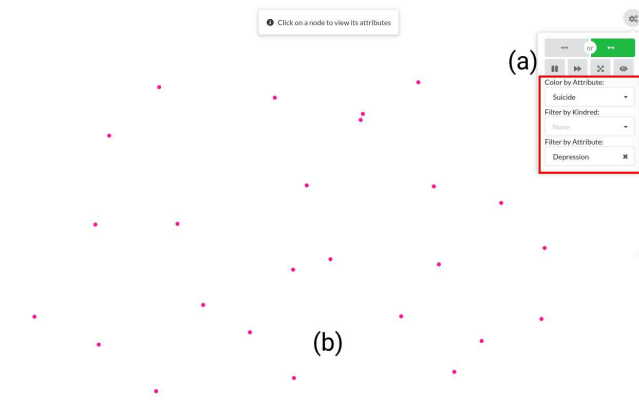 Click on a node to view its attributes
(a)
or
Color by Attribute:
Suicide
Filter by Kindred:
None
Filter by Attribute:
Depression
(b)